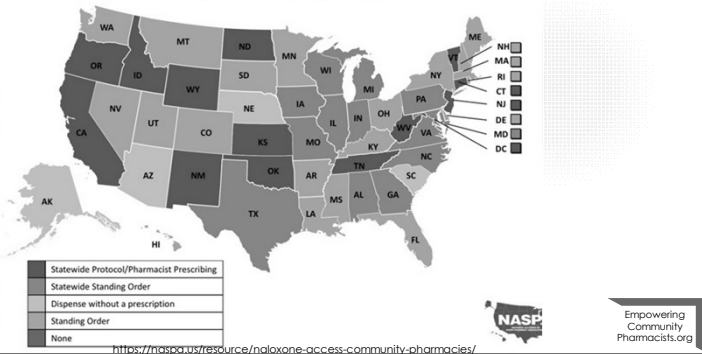 WA
MT
ND
MN
ME
OR
ID
SD
WI
VT
NH
NY
MA
WY
MI
RI
NE
IA
PA
CT
NV
OH
NJ
UT
IL
IN
DE
CO
WV
VA
MD
CA
KS
MO
KY
DC
NC
TN
AZ
NM
OK
AR
SC
AK
MS
AL
GA
TX
LA
HI
FL
Statewide Protocol/Pharmacist Prescribing
Statewide Standing Order
Dispense without a prescription
Standing Order
None
https://naspa.us/resource/naloxone-access-community-pharmacies/
NASP
Empowering
Community
Pharmacists.org